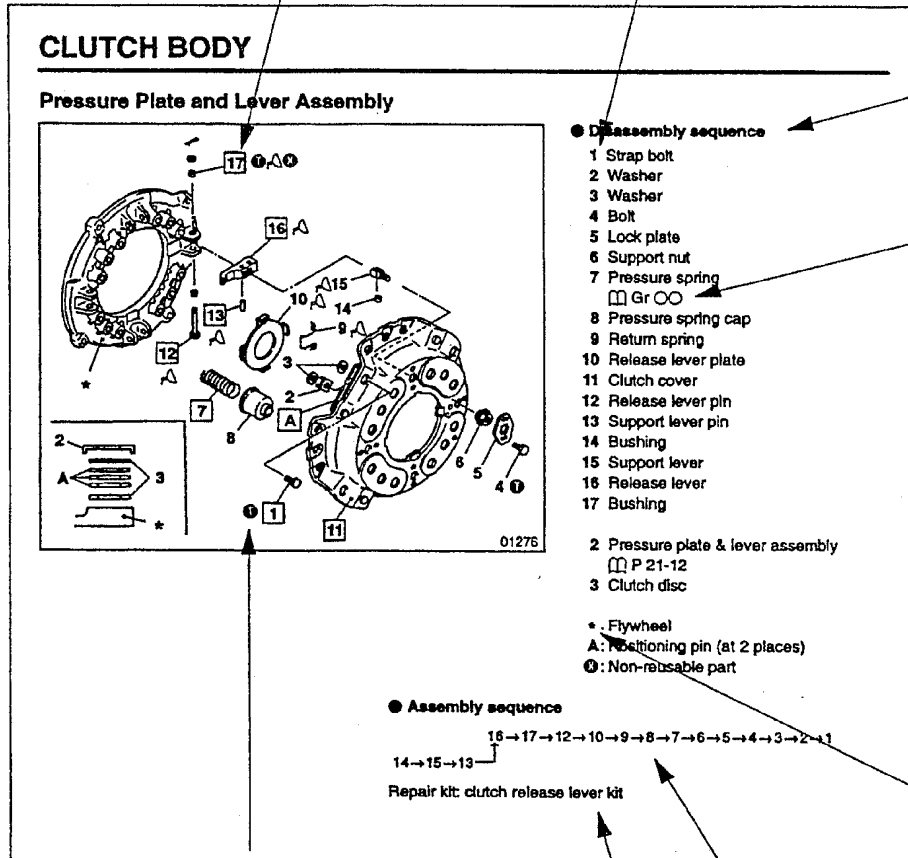 CLUTCH BODY
Pressure Plate and Lever Assembly
17 T X
16
15
14
13
10
9
12
3
2
A
7
8
6
5
4 T
T 1
11
2
A
3
*
*
01276
● Disassembly sequence
1 Strap bolt
2 Washer
3 Washer
4 Bolt
5 Lock plate
6 Support nut
7 Pressure spring
Gr OO
8 Pressure spring cap
9 Return spring
10 Release lever plate
11 Clutch cover
12 Release lever pin
13 Support lever pin
14 Bushing
15 Support lever
16 Release lever
17 Bushing
2 Pressure plate & lever assembly
P 21-12
3 Clutch disc
* : Flywheel
A: Positioning pin (at 2 places)
X: Non-reusable part
● Assembly sequence
16→17→12→10→9→8→7→6→5→4→3→2→1
14→15→13
Repair kit: clutch release lever kit